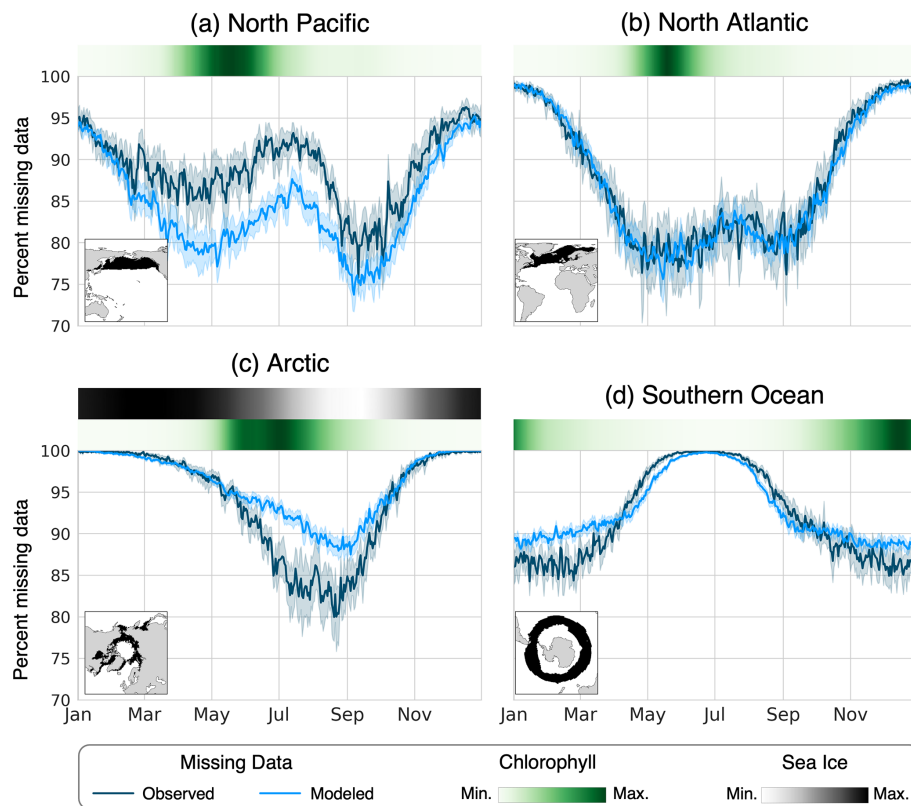 (a) North Pacific
(b) North Atlantic
100
95
90
85
80
75
70
Percent missing data
(c) Arctic
(d) Southern Ocean
100
95
90
85
80
75
70
Percent missing data
Jan Mar May Jul Sep Nov
Jan Mar May Jul Sep Nov
Missing Data Chlorophyll Sea Ice
Observed Modeled Min. Max. Min. Max.